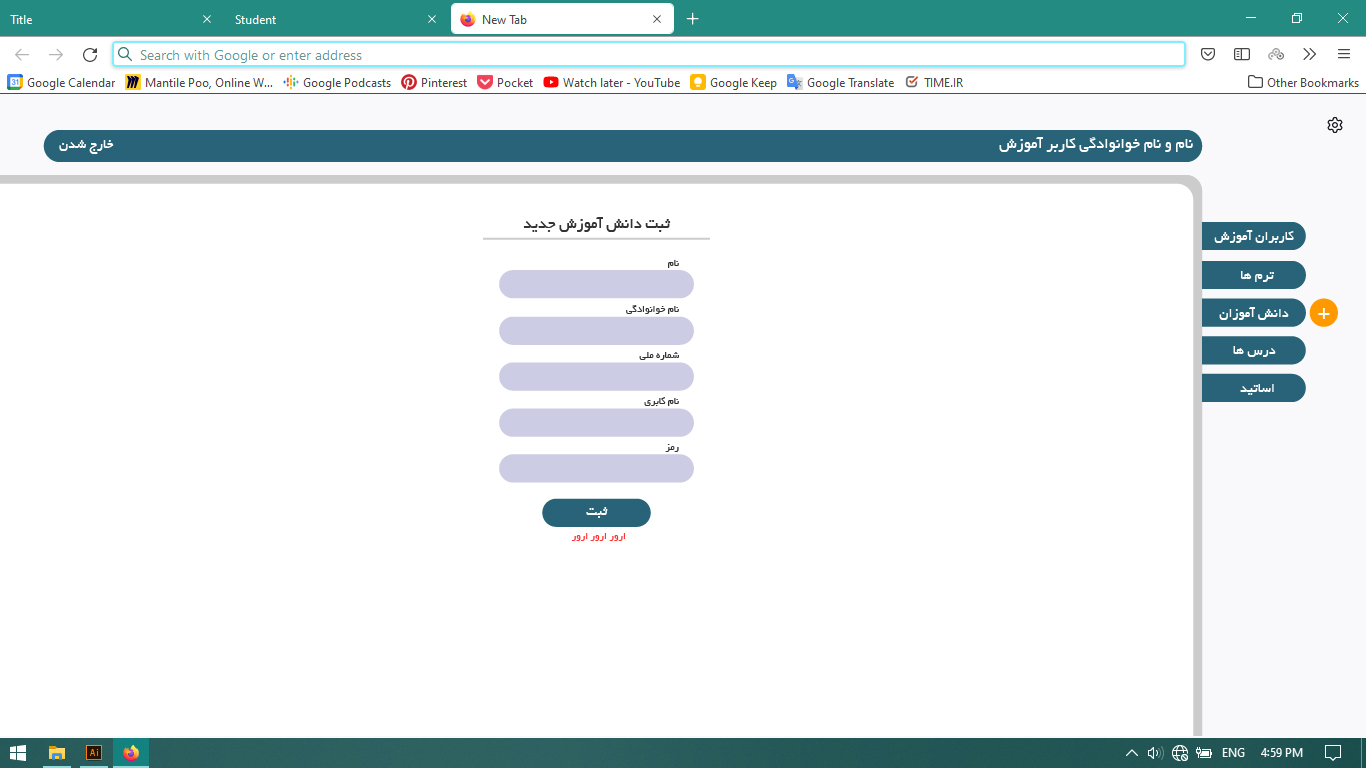 Title
Student
New Tab
Search with Google or enter address
Google Calendar
Mantile Poo, Online W...
Google Podcasts
Pinterest
Pocket
Watch later - YouTube
Google Keep
Google Translate
TIME.IR
Other Bookmarks
نام و نام خوانوادگی کاربر آموزش
خارج شدن
کاربران آموزش
ترم ها
دانش آموزان
+
درس ها
اساتید
ثبت دانش آموزش جدید
نام
نام خوانوادگی
شماره ملی
نام کابری
رمز
ثبت
ارور ارور ارور
Ai
ENG
4:59 PM